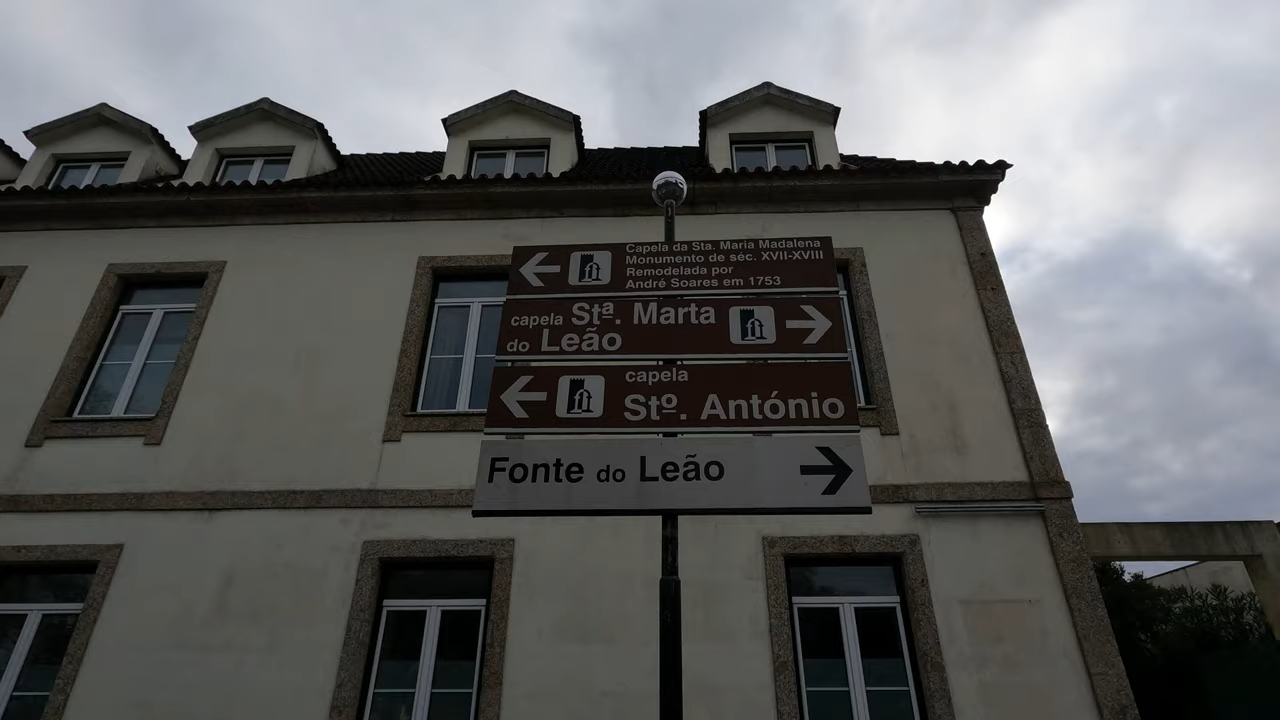 Capela da Sta. Maria Madalena
Monumento de séc. XVII-XVIII
Remodelada por
André Soares em 1753
capela Stª. Marta
do Leão
capela
Stº. António
Fonte do Leão